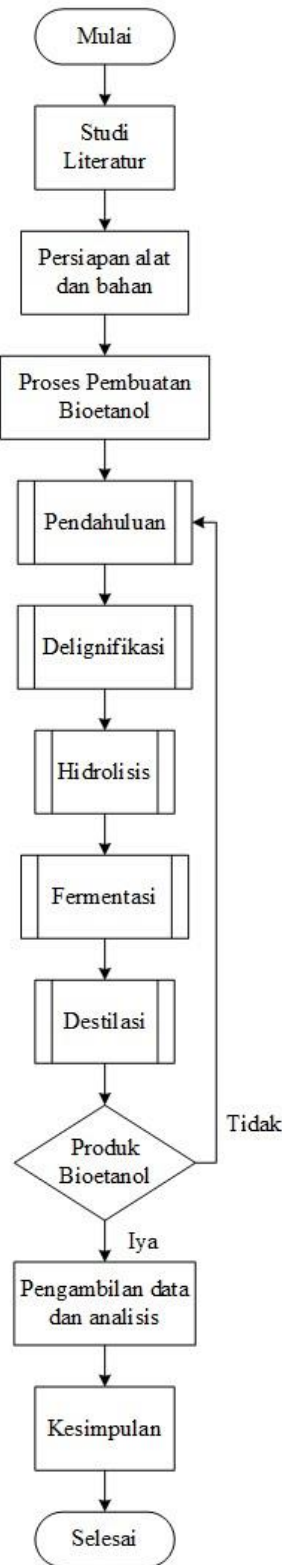 Mulai
Studi
Literatur
Persiapan alat
dan bahan
Proses Pembuatan
Bioetanol
Pendahuluan
Delignifikasi
Hidrolisis
Fermentasi
Destilasi
Produk
Bioetanol
Tidak
Iya
Pengambilan data
dan analisis
Kesimpulan
Selesai